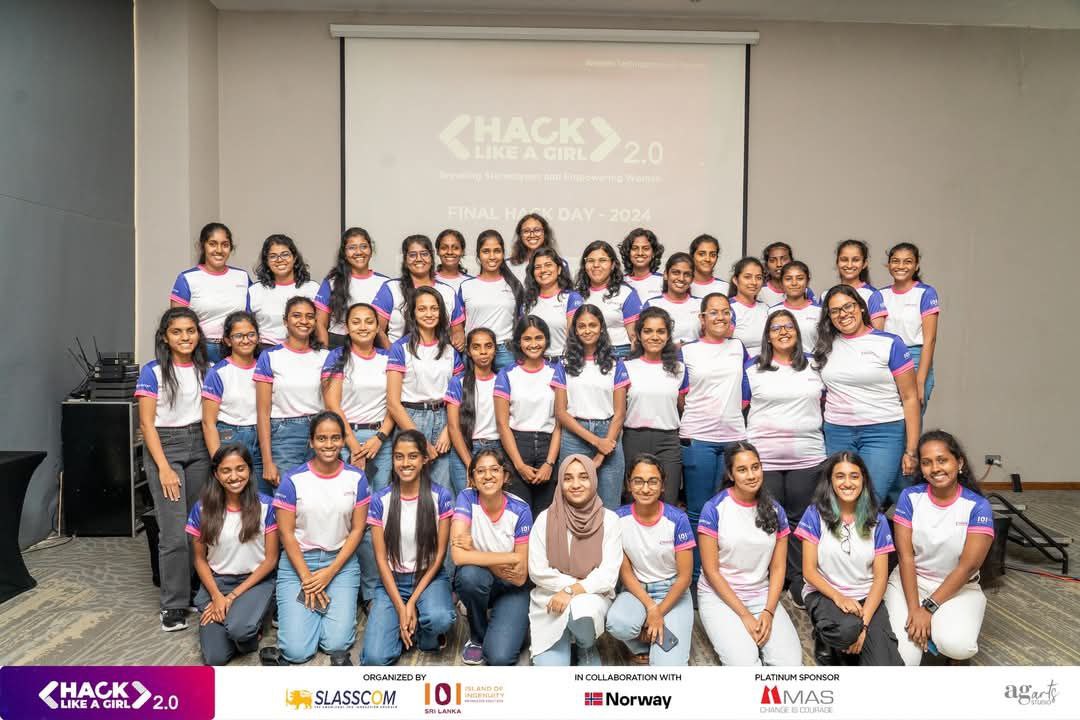 HACK
LIKE A GIRL
2.0
Breaking Stereotypes and Empowering Women
FINAL HACK DAY - 2024
HACK
LIKE A GIRL
2.0
ORGANIZED BY
SLASSCOM
101
SRI LANKA
ISLAND OF
INGENUITY
IN COLLABORATION WITH
Norway
PLATINUM SPONSOR
MAS
CHANGE IS COURAGE
ag arts
STUDIO